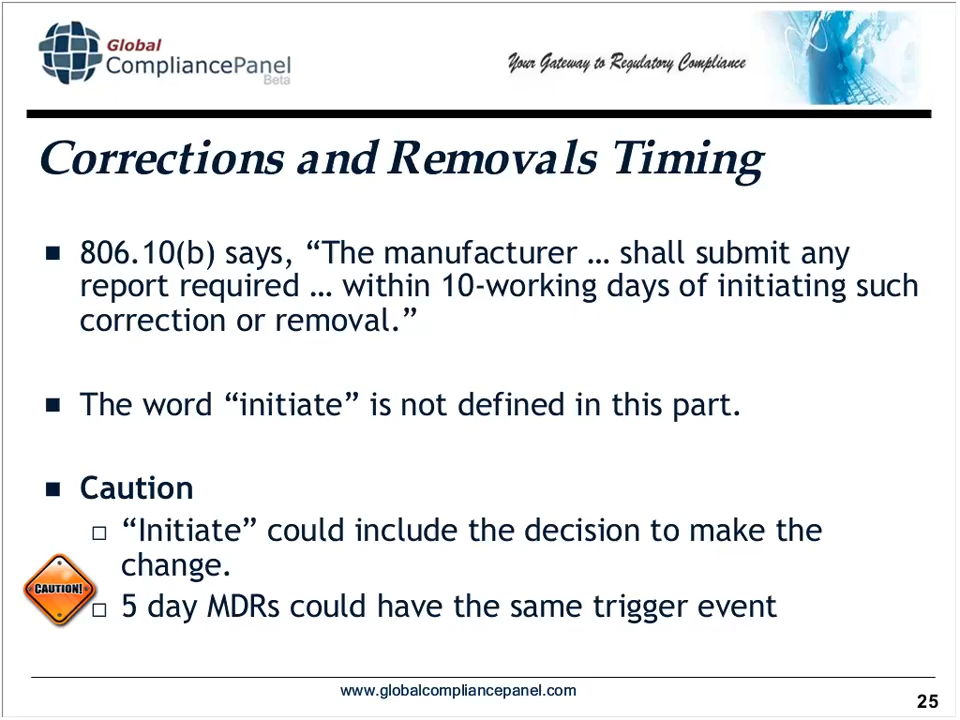 Global
CompliancePanel
Beta
Your Gateway to Regulatory Compliance
Corrections and Removals Timing
■ 806.10(b) says, “The manufacturer … shall submit any
report required … within 10-working days of initiating such
correction or removal.”
■ The word “initiate” is not defined in this part.
■ Caution
□ “Initiate” could include the decision to make the
change.
CAUTION!
□ 5 day MDRs could have the same trigger event
www.globalcompliancepanel.com
25